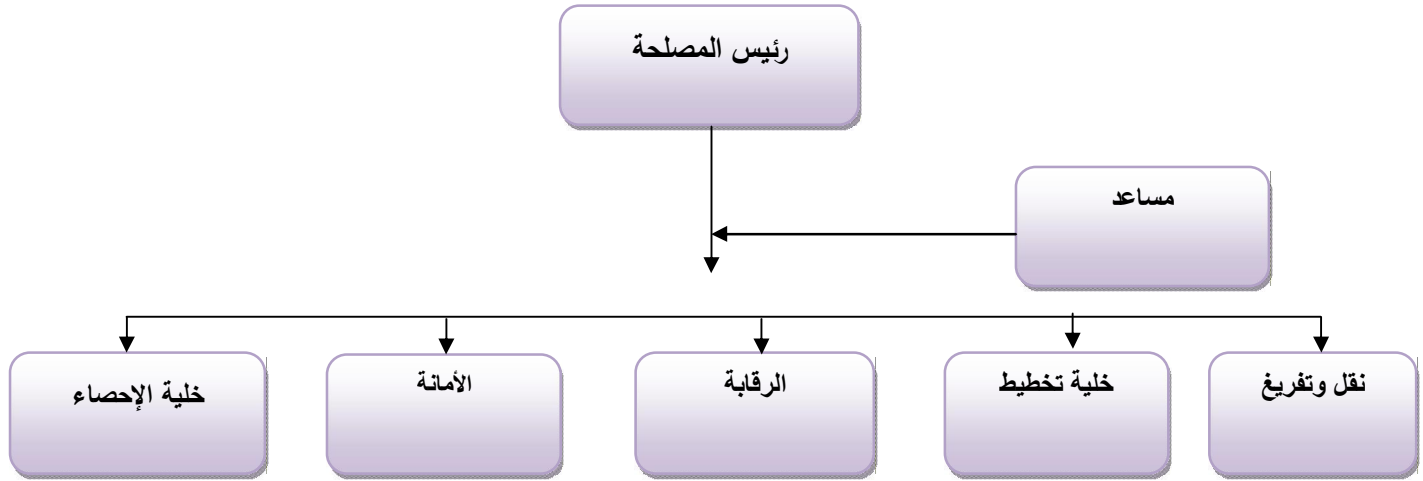 رئيس المصلحة
مساعد
نقل وتفريغ
خلية تخطيط
الرقابة
الأمانة
خلية الإحصاء